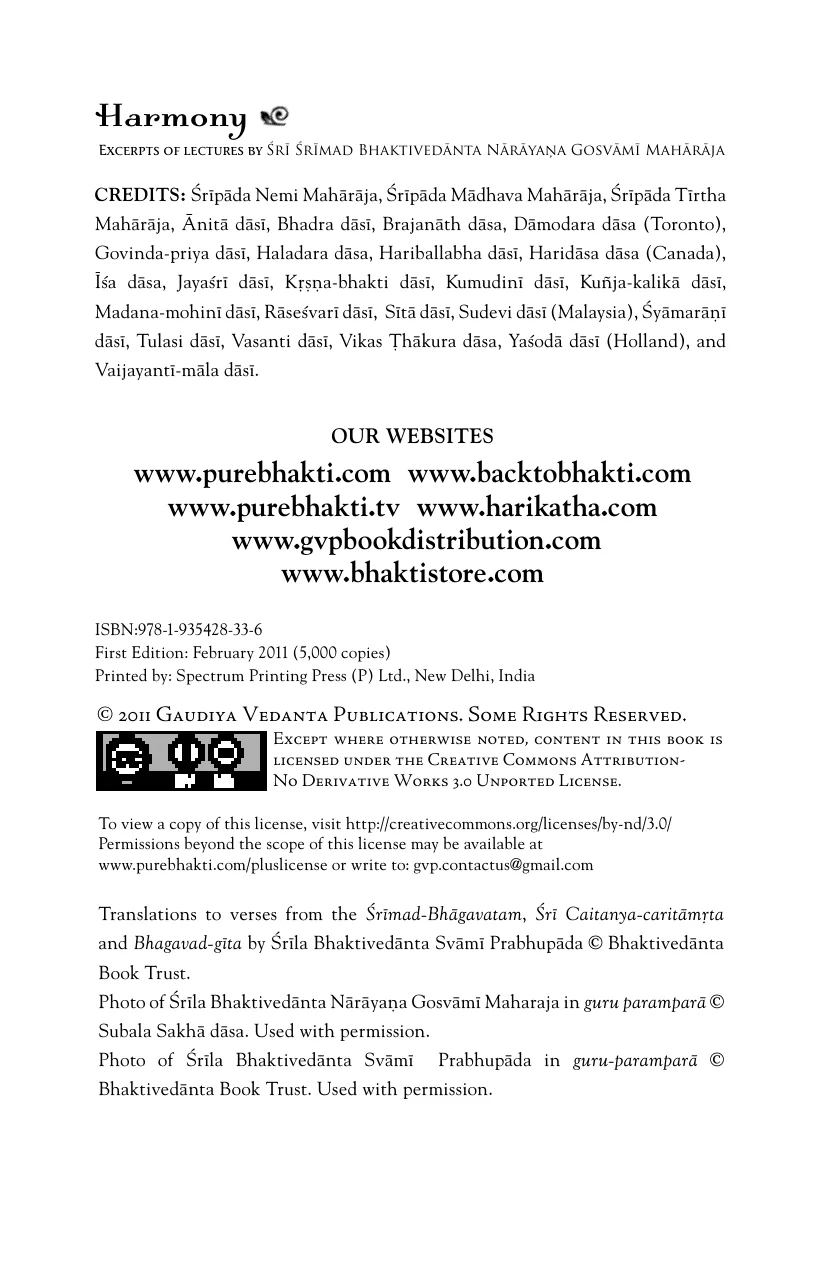 Harmony
Excerpts of lectures by Śrī Śrīmad Bhaktivedānta Nārāyaṇa Gosvāmī Mahārāja
CREDITS: Śrīpāda Nemi Mahārāja, Śrīpāda Mādhava Mahārāja, Śrīpāda Tīrtha
Mahārāja, Ānitā dāsī, Bhadra dāsī, Brajanāth dāsa, Dāmodara dāsa (Toronto),
Govinda-priya dāsī, Haladara dāsa, Hariballabha dāsī, Haridāsa dāsa (Canada),
Īśa dāsa, Jayaśrī dāsī, Kṛṣṇa-bhakti dāsī, Kumudinī dāsī, Kuñja-kalikā dāsī,
Madana-mohinī dāsī, Rāseśvarī dāsī, Sītā dāsī, Sudevi dāsī (Malaysia), Śyāmarāṇī
dāsī, Tulasi dāsī, Vasanti dāsī, Vikas Ṭhākura dāsa, Yaśodā dāsī (Holland), and
Vaijayantī-māla dāsī.
OUR WEBSITES
www.purebhakti.com www.backtobhakti.com
www.purebhakti.tv www.harikatha.com
www.gvpbookdistribution.com
www.bhaktistore.com
ISBN:978-1-935428-33-6
First Edition: February 2011 (5,000 copies)
Printed by: Spectrum Printing Press (P) Ltd., New Delhi, India
© 2011 Gaudiya Vedanta Publications. Some Rights Reserved.
Except where otherwise noted, content in this book is
licensed under the Creative Commons Attribution-
No Derivative Works 3.0 Unported License.
To view a copy of this license, visit http://creativecommons.org/licenses/by-nd/3.0/
Permissions beyond the scope of this license may be available at
www.purebhakti.com/pluslicense or write to: gvp.contactus@gmail.com
Translations to verses from the Śrīmad-Bhāgavatam, Śrī Caitanya-caritāmṛta
and Bhagavad-gīta by Śrīla Bhaktivedānta Svāmī Prabhupāda © Bhaktivedānta
Book Trust.
Photo of Śrīla Bhaktivedānta Nārāyaṇa Gosvāmī Maharaja in guru paramparā ©
Subala Sakhā dāsa. Used with permission.
Photo of Śrīla Bhaktivedānta Svāmī Prabhupāda in guru-paramparā ©
Bhaktivedānta Book Trust. Used with permission.